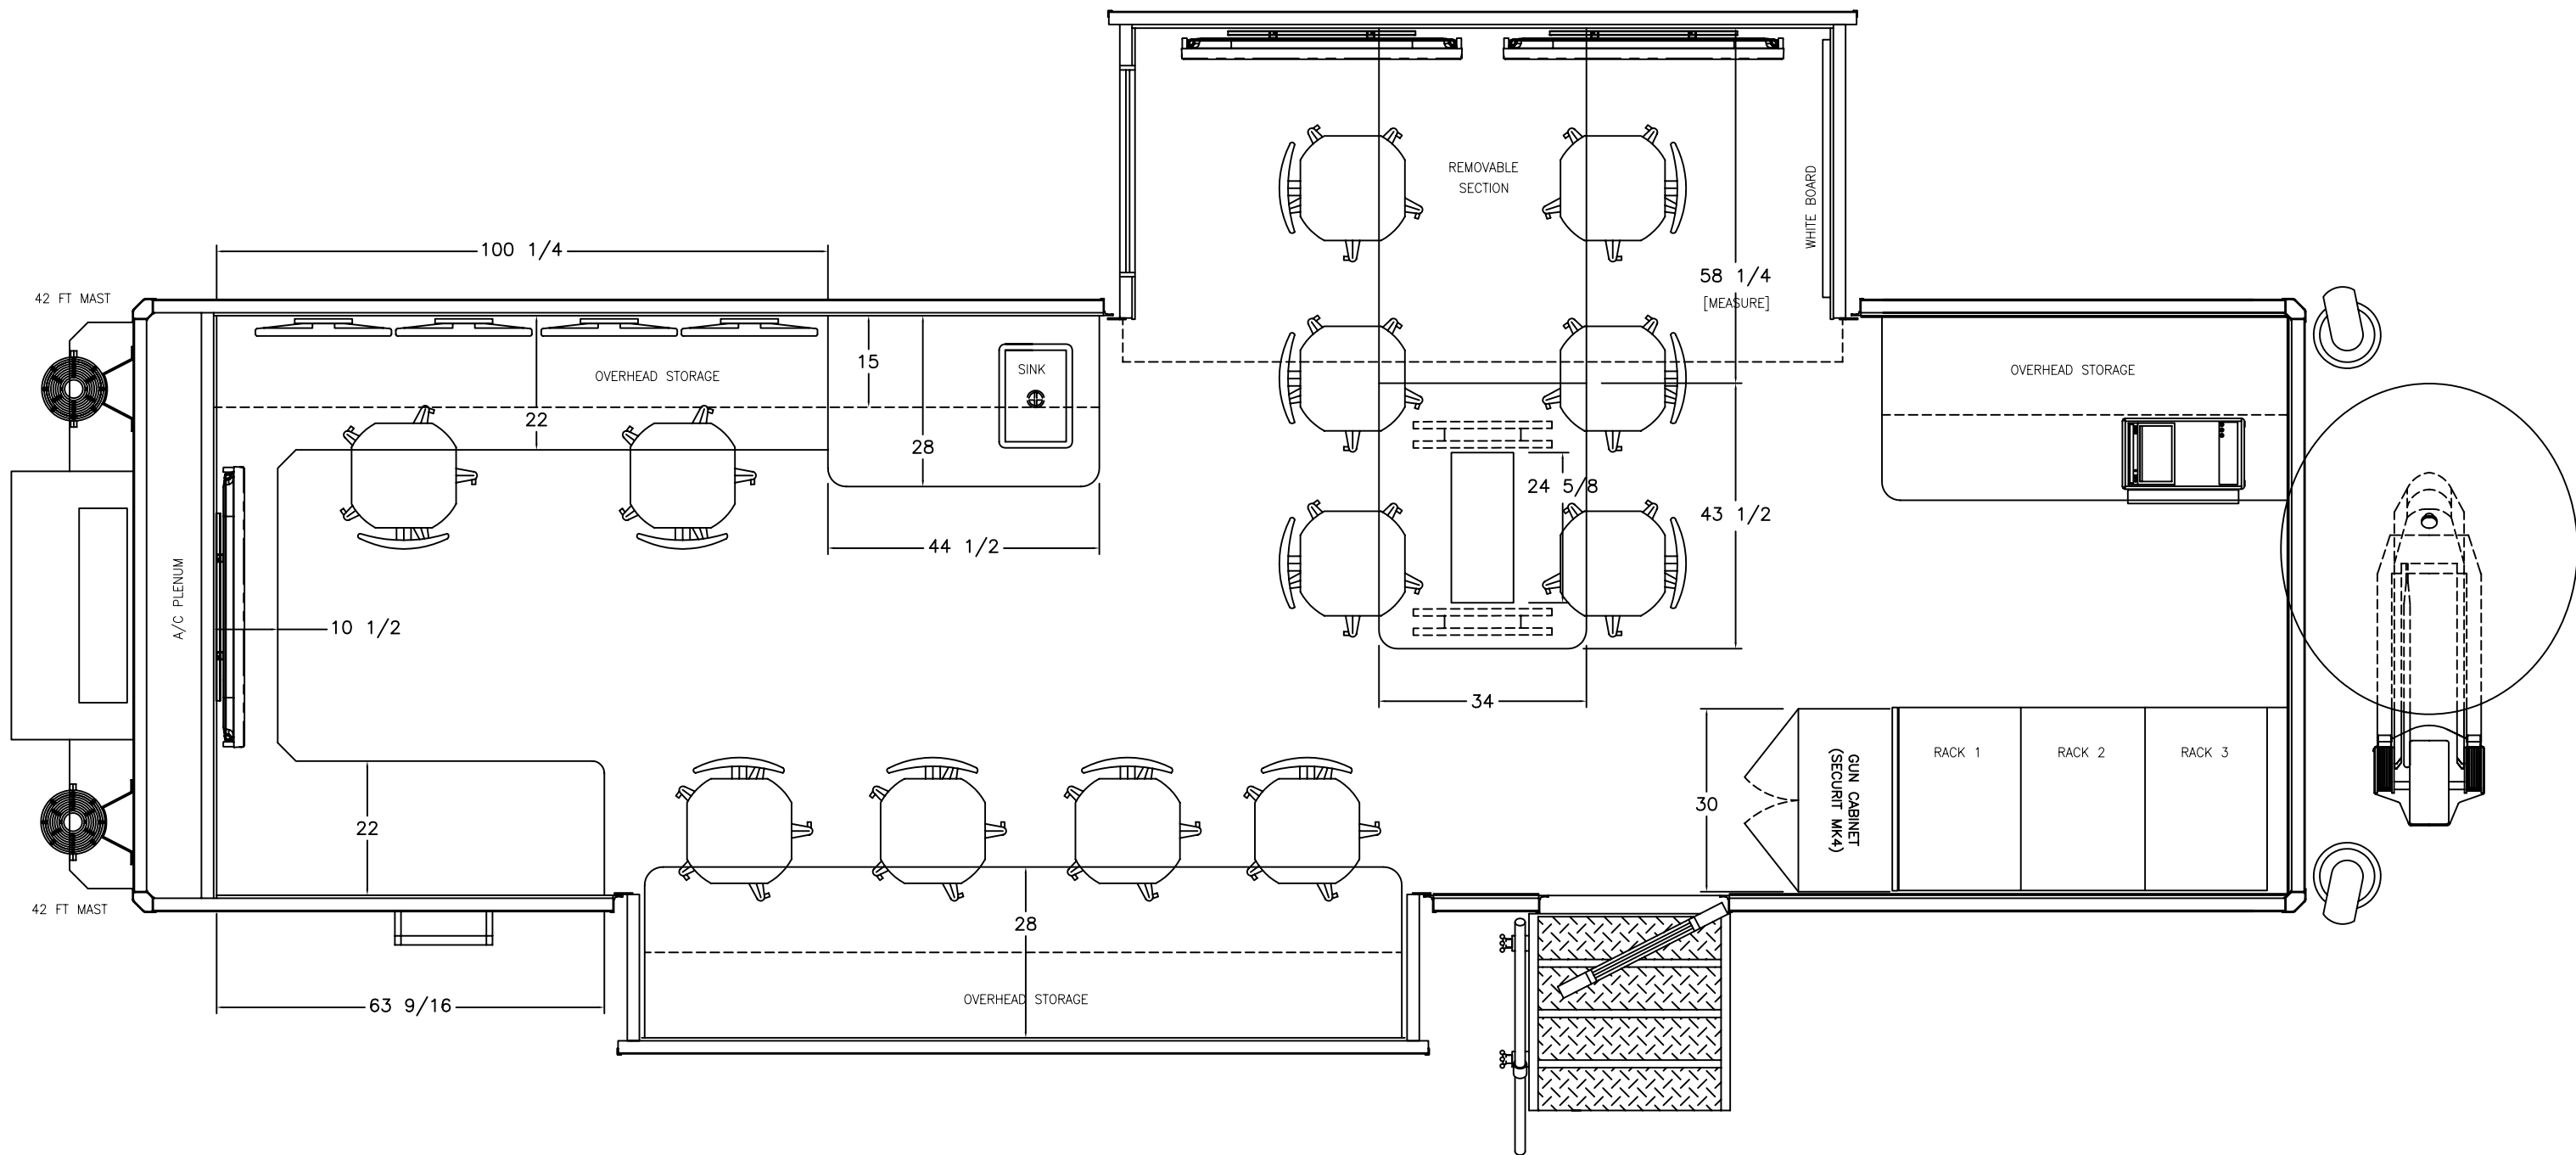 REMOVABLE
SECTION
WHITE BOARD
100 1/4
58 1/4
[MEASURE]
42 FT MAST
OVERHEAD STORAGE
15
SINK
OVERHEAD STORAGE
22
28
24 5/8
43 1/2
44 1/2
A/C PLENUM
10 1/2
34
GUN CABINET
(SECURIT MK4)
RACK 1
RACK 2
RACK 3
30
22
42 FT MAST
28
OVERHEAD STORAGE
63 9/16